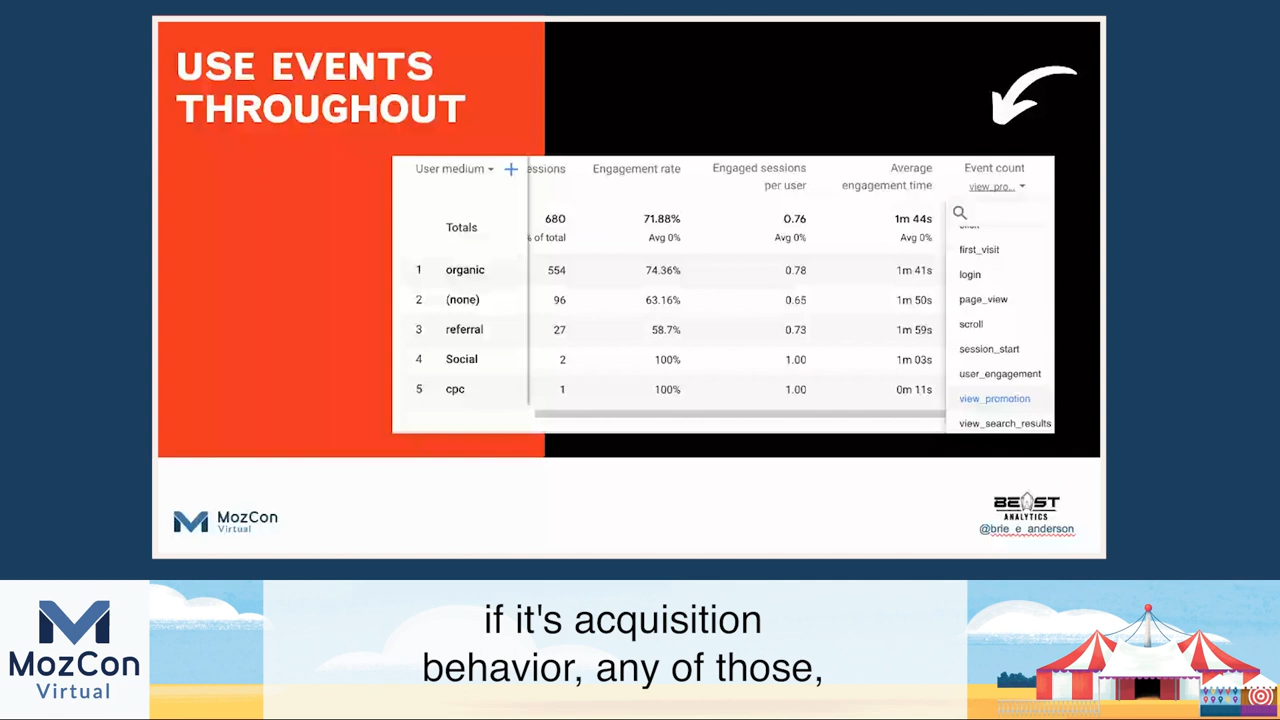 USE EVENTS
THROUGHOUT
User medium
essions
Engagement rate
Engaged sessions
per user
Average
engagement time
Event count
view_pro...
Totals
680
% of total
71.88%
Avg 0%
0.76
Avg 0%
1m 44s
Avg 0%
1 organic 554 74.36% 0.78 1m 41s
2 (none) 96 63.16% 0.65 1m 50s
3 referral 27 58.7% 0.73 1m 59s
4 Social 2 100% 1.00 1m 03s
5 cpc 1 100% 1.00 0m 11s
first_visit
login
page_view
scroll
session_start
user_engagement
view_promotion
view_search_results
MozCon
Virtual
BEAST
ANALYTICS
@brie_e_anderson
if it's acquisition
behavior, any of those,
MozCon
Virtual